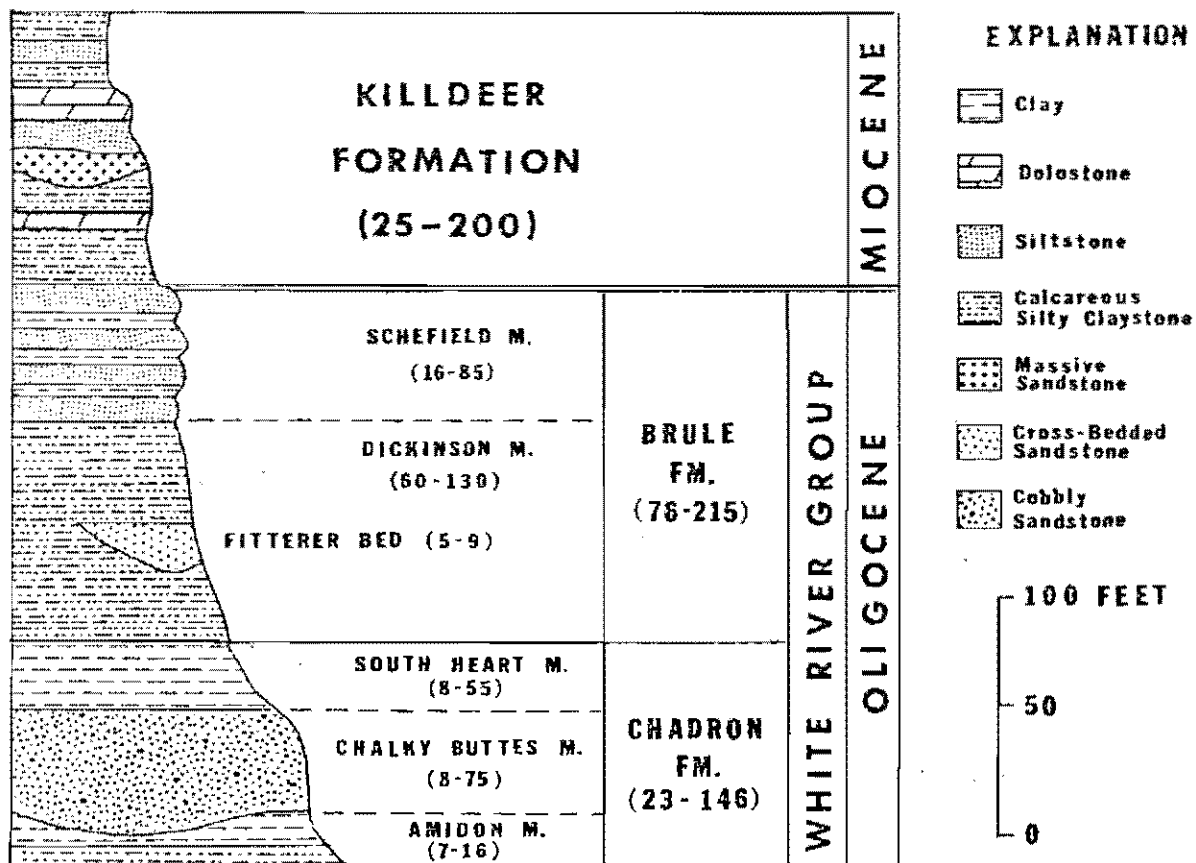 KILLDEER
FORMATION
(25-200)
MIOCENE
SCHEFIELD M.
(16-85)
DICKINSON M.
(60-130)
FITTERER BED (5-9)
BRULE
FM.
(76-215)
SOUTH HEART M.
(8-55)
CHALKY BUTTES M.
(8-75)
AMIDON M.
(7-16)
CHADRON
FM.
(23-146)
WHITE RIVER GROUP
OLIGOCENE
EXPLANATION
Clay
Dolostone
Siltstone
Calcareous
Silty Claystone
Massive
Sandstone
Cross-Bedded
Sandstone
Cobbly
Sandstone
100 FEET
50
0